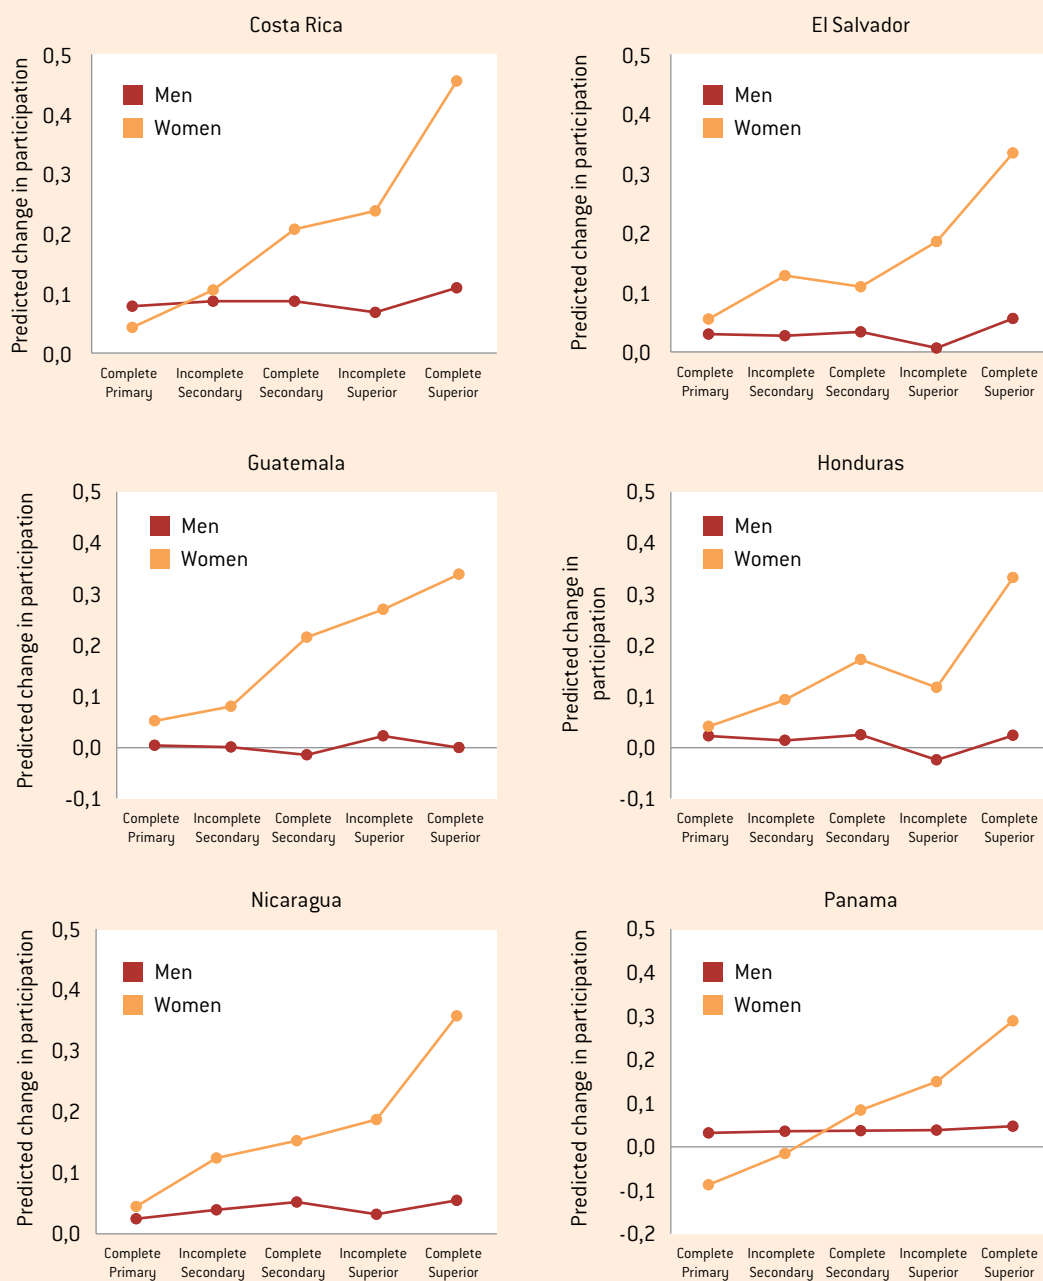 Costa Rica
Predicted change in participation
0,5
0,4
0,3
0,2
0,1
0,0
Men
Women
Complete Primary
Incomplete Secondary
Complete Secondary
Incomplete Superior
Complete Superior
El Salvador
Predicted change in participation
0,5
0,4
0,3
0,2
0,1
0,0
Men
Women
Complete Primary
Incomplete Secondary
Complete Secondary
Incomplete Superior
Complete Superior
Guatemala
Predicted change in participation
0,5
0,4
0,3
0,2
0,1
0,0
-0,1
Men
Women
Complete Primary
Incomplete Secondary
Complete Secondary
Incomplete Superior
Complete Superior
Honduras
Predicted change in
participation
0,5
0,4
0,3
0,2
0,1
0,0
-0,1
Men
Women
Complete Primary
Incomplete Secondary
Complete Secondary
Incomplete Superior
Complete Superior
Nicaragua
Predicted change in participation
0,5
0,4
0,3
0,2
0,1
0,0
Men
Women
Complete Primary
Incomplete Secondary
Complete Secondary
Incomplete Superior
Complete Superior
Panama
Predicted change in participation
0,5
0,4
0,3
0,2
0,1
0,0
-0,1
-0,2
Men
Women
Complete Primary
Incomplete Secondary
Complete Secondary
Incomplete Superior
Complete Superior